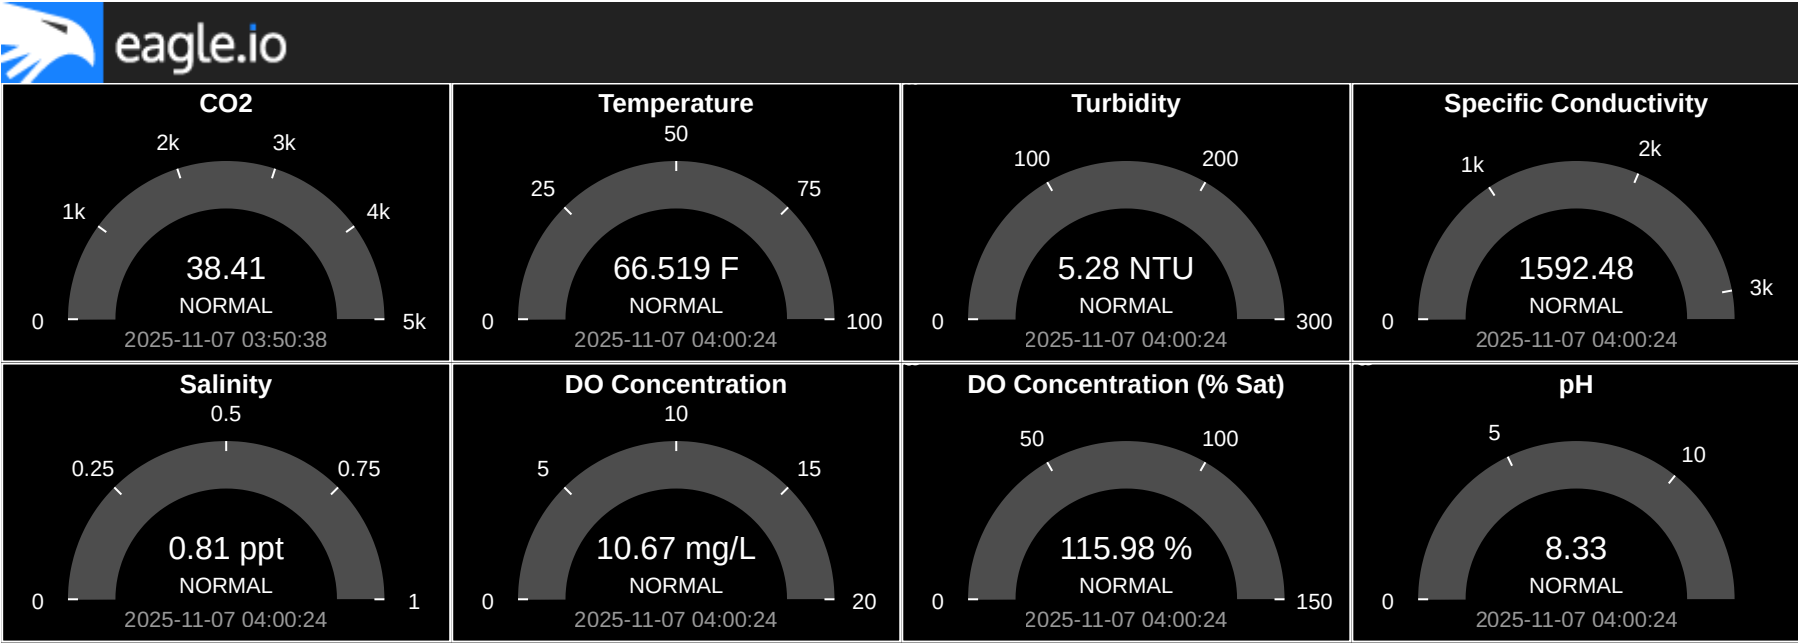 eagle.io
CO2
2k
3k
1k
4k
38.41
NORMAL
0
5k
2025-11-07 03:50:38
Temperature
50
25
75
66.519 F
NORMAL
0
100
2025-11-07 04:00:24
Turbidity
100
200
5.28 NTU
NORMAL
0
300
2025-11-07 04:00:24
Specific Conductivity
2k
1k
1592.48
3k
NORMAL
0
2025-11-07 04:00:24
Salinity
0.5
0.25
0.75
0.81 ppt
NORMAL
0
1
2025-11-07 04:00:24
DO Concentration
10
5
15
10.67 mg/L
NORMAL
0
20
2025-11-07 04:00:24
DO Concentration (% Sat)
50
100
115.98 %
NORMAL
0
150
2025-11-07 04:00:24
pH
5
10
8.33
NORMAL
0
2025-11-07 04:00:24